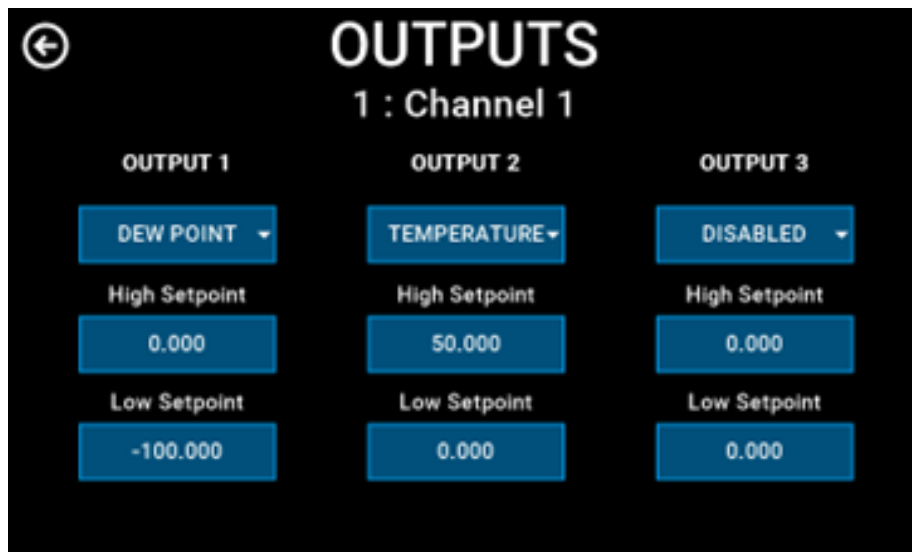 OUTPUTS
1 : Channel 1
OUTPUT 1 OUTPUT 2 OUTPUT 3
DEW POINT TEMPERATURE DISABLED
High Setpoint High Setpoint High Setpoint
0.000 50.000 0.000
Low Setpoint Low Setpoint Low Setpoint
-100.000 0.000 0.000